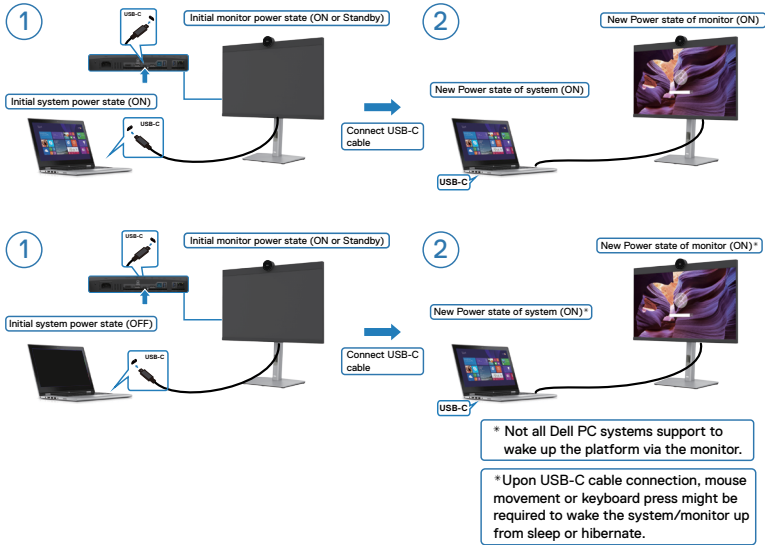 1
USB-C
Initial monitor power state (ON or Standby)
2
New Power state of monitor (ON)
Initial system power state (ON)
USB-C
New Power state of system (ON)
Connect USB-C
cable
USB-C
1
USB-C
Initial monitor power state (ON or Standby)
2
New Power state of monitor (ON)*
Initial system power state (OFF)
USB-C
New Power state of system (ON)*
Connect USB-C
cable
USB-C
* Not all Dell PC systems support to
wake up the platform via the monitor.
*Upon USB-C cable connection, mouse
movement or keyboard press might be
required to wake the system/monitor up
from sleep or hibernate.